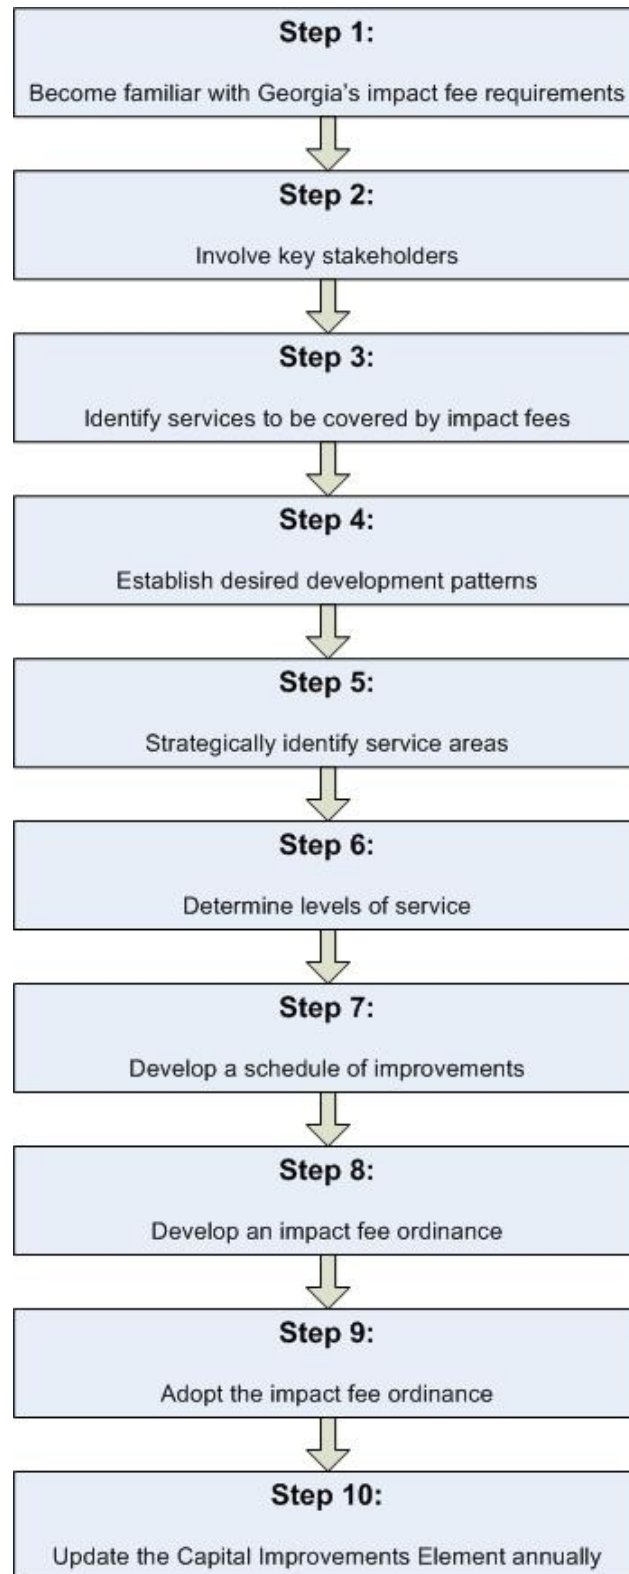 Step 1:
Become familiar with Georgia's impact fee requirements
Step 2:
Involve key stakeholders
Step 3:
Identify services to be covered by impact fees
Step 4:
Establish desired development patterns
Step 5:
Strategically identify service areas
Step 6:
Determine levels of service
Step 7:
Develop a schedule of improvements
Step 8:
Develop an impact fee ordinance
Step 9:
Adopt the impact fee ordinance
Step 10:
Update the Capital Improvements Element annually